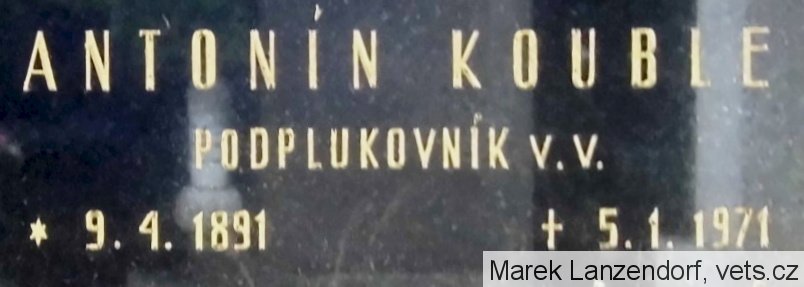 ANTONÍN KOUBLE
PODPLUKOVNÍK V. V.
* 9. 4. 1891 † 5. 1. 1971
Marek Lanzendorf, vets.cz